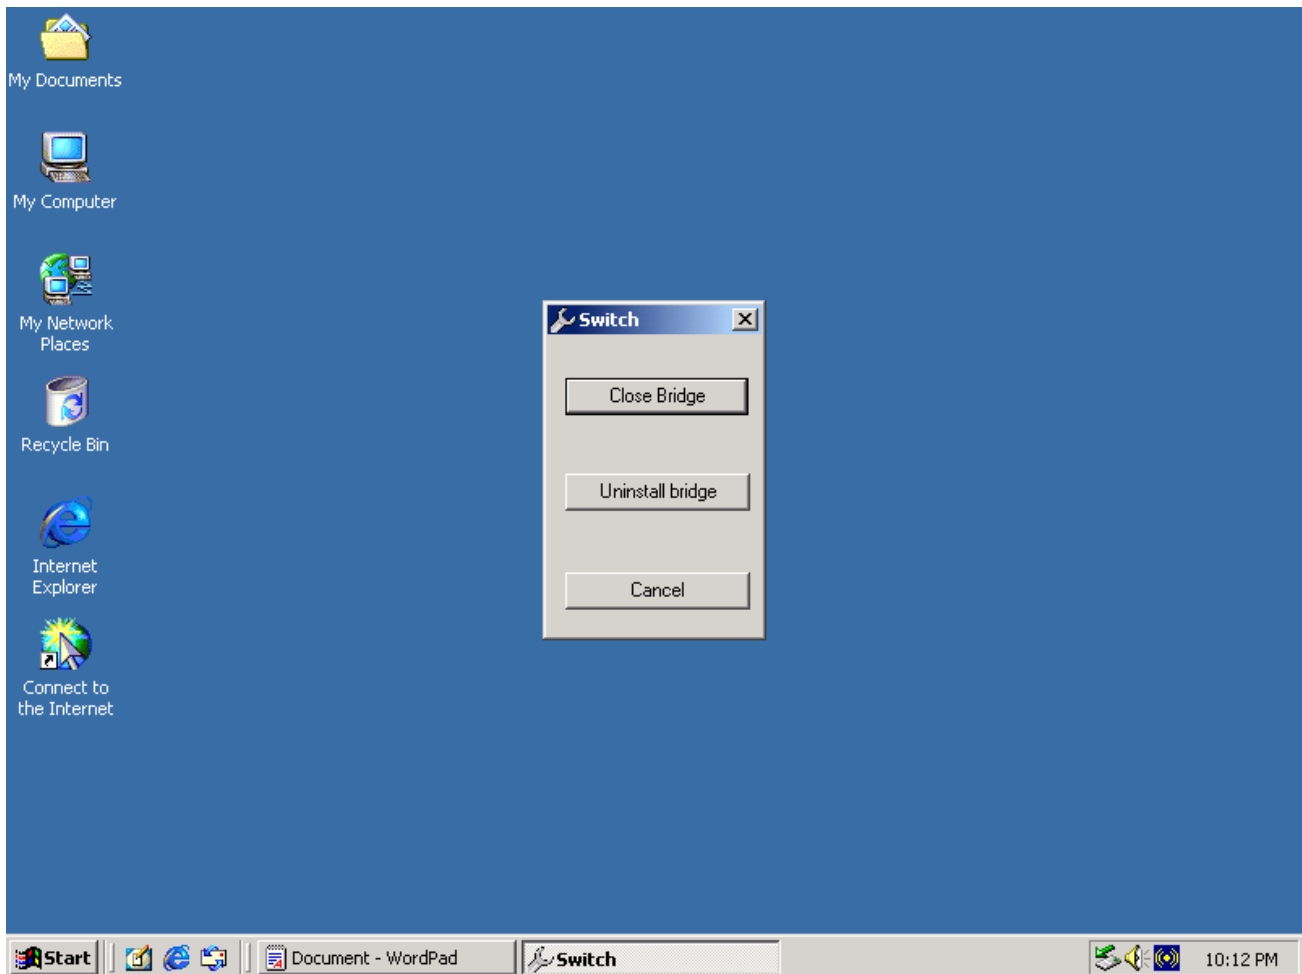 My Documents
My Computer
My Network
Places
Recycle Bin
Internet
Explorer
Connect to
the Internet
Switch
Close Bridge
Uninstall bridge
Cancel
Start
Document - WordPad
Switch
10:12 PM